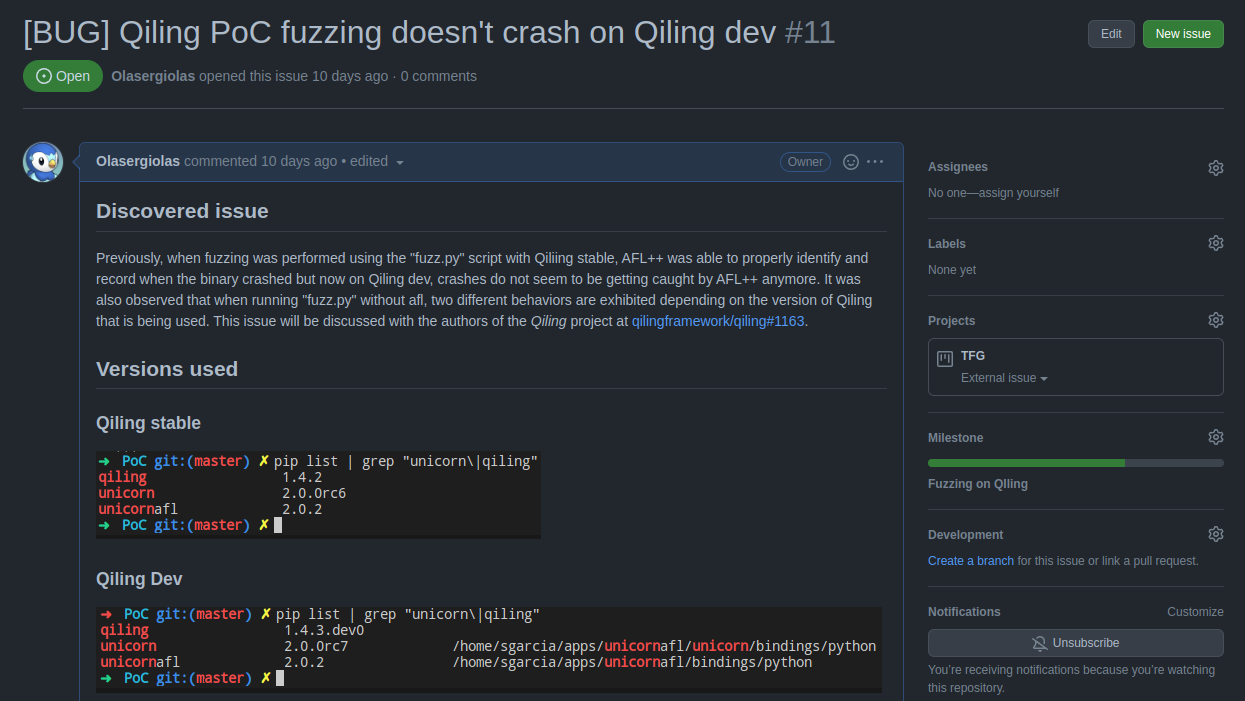 [BUG] Qiling PoC fuzzing doesn't crash on Qiling dev #11
Edit
New issue
Open
Olasergiolas opened this issue 10 days ago · 0 comments
Olasergiolas commented 10 days ago • edited
Owner
Discovered issue
Previously, when fuzzing was performed using the "fuzz.py" script with Qiliing stable, AFL++ was able to properly identify and
record when the binary crashed but now on Qiling dev, crashes do not seem to be getting caught by AFL++ anymore. It was
also observed that when running "fuzz.py" without afl, two different behaviors are exhibited depending on the version of Qiling
that is being used. This issue will be discussed with the authors of the Qiling project at qilingframework/qiling#1163.
Versions used
Qiling stable
➜ PoC git:(master) ✗ pip list | grep "unicorn\|qiling"
qiling 1.4.2
unicorn 2.0.0rc6
unicornafl 2.0.2
➜ PoC git:(master) ✗
Qiling Dev
➜ PoC git:(master) ✗ pip list | grep "unicorn\|qiling"
qiling 1.4.3.dev0
unicorn 2.0.0rc7 /home/sgarcia/apps/unicornafl/unicorn/bindings/python
unicornafl 2.0.2 /home/sgarcia/apps/unicornafl/bindings/python
➜ PoC git:(master) ✗
Assignees
No one—assign yourself
Labels
None yet
Projects
TFG
External issue
Milestone
Fuzzing on QIling
Development
Create a branch for this issue or link a pull request.
Notifications
Customize
Unsubscribe
You're receiving notifications because you're watching
this repository.